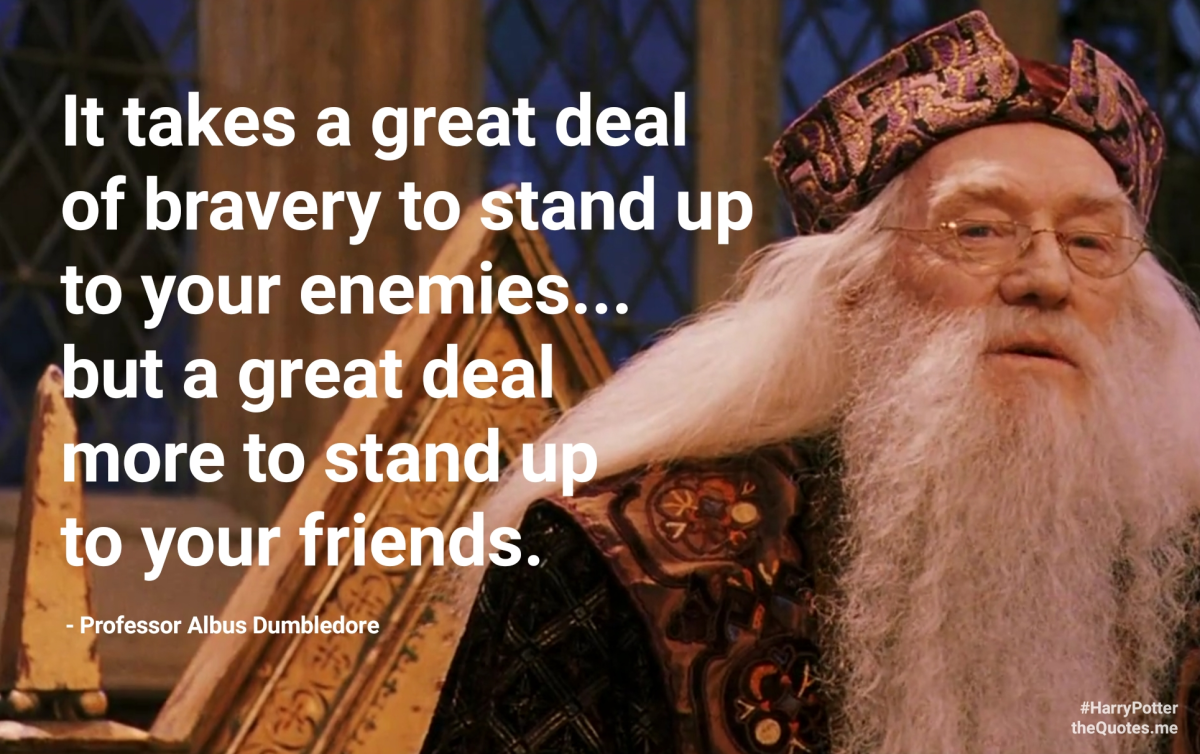 It takes a great deal
of bravery to stand up
to your enemies...
but a great deal
more to stand up
to your friends.
- Professor Albus Dumbledore
#HarryPotter
theQuotes.me